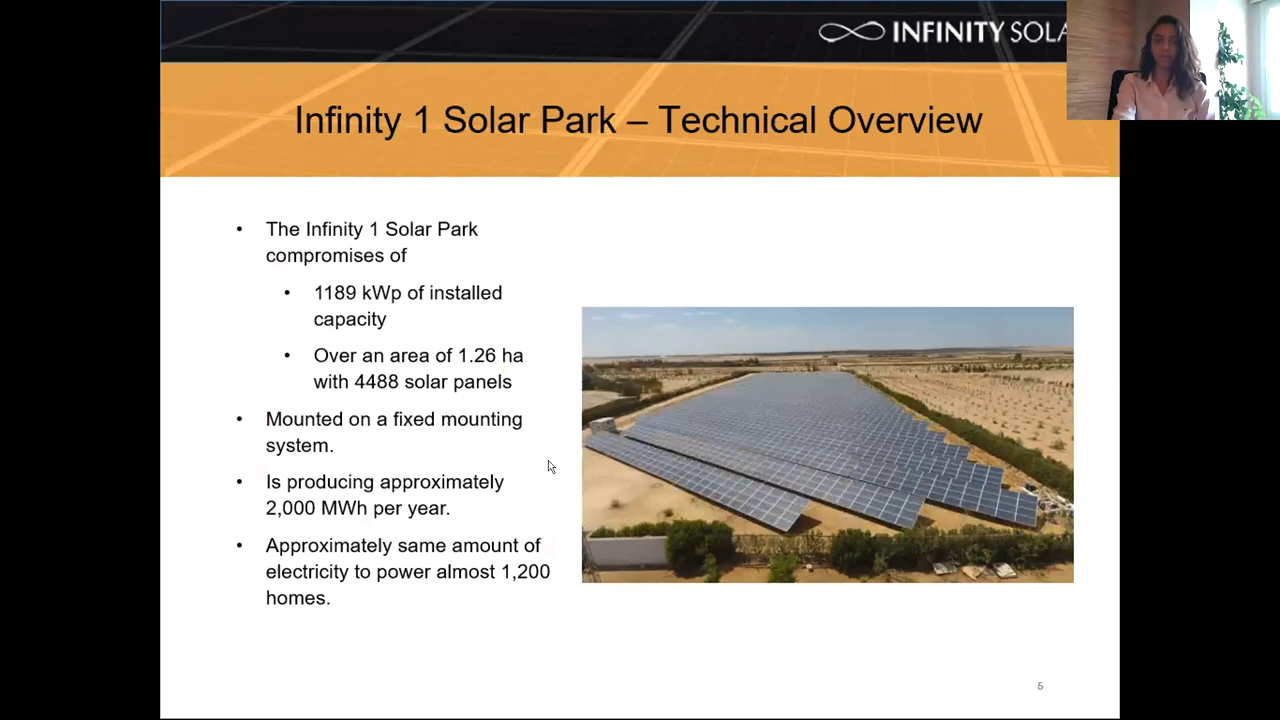 INFINITY SOLA
Infinity 1 Solar Park – Technical Overview
• The Infinity 1 Solar Park
compromises of
• 1189 kWp of installed
capacity
• Over an area of 1.26 ha
with 4488 solar panels
• Mounted on a fixed mounting
system.
• Is producing approximately
2,000 MWh per year.
• Approximately same amount of
electricity to power almost 1,200
homes.
5